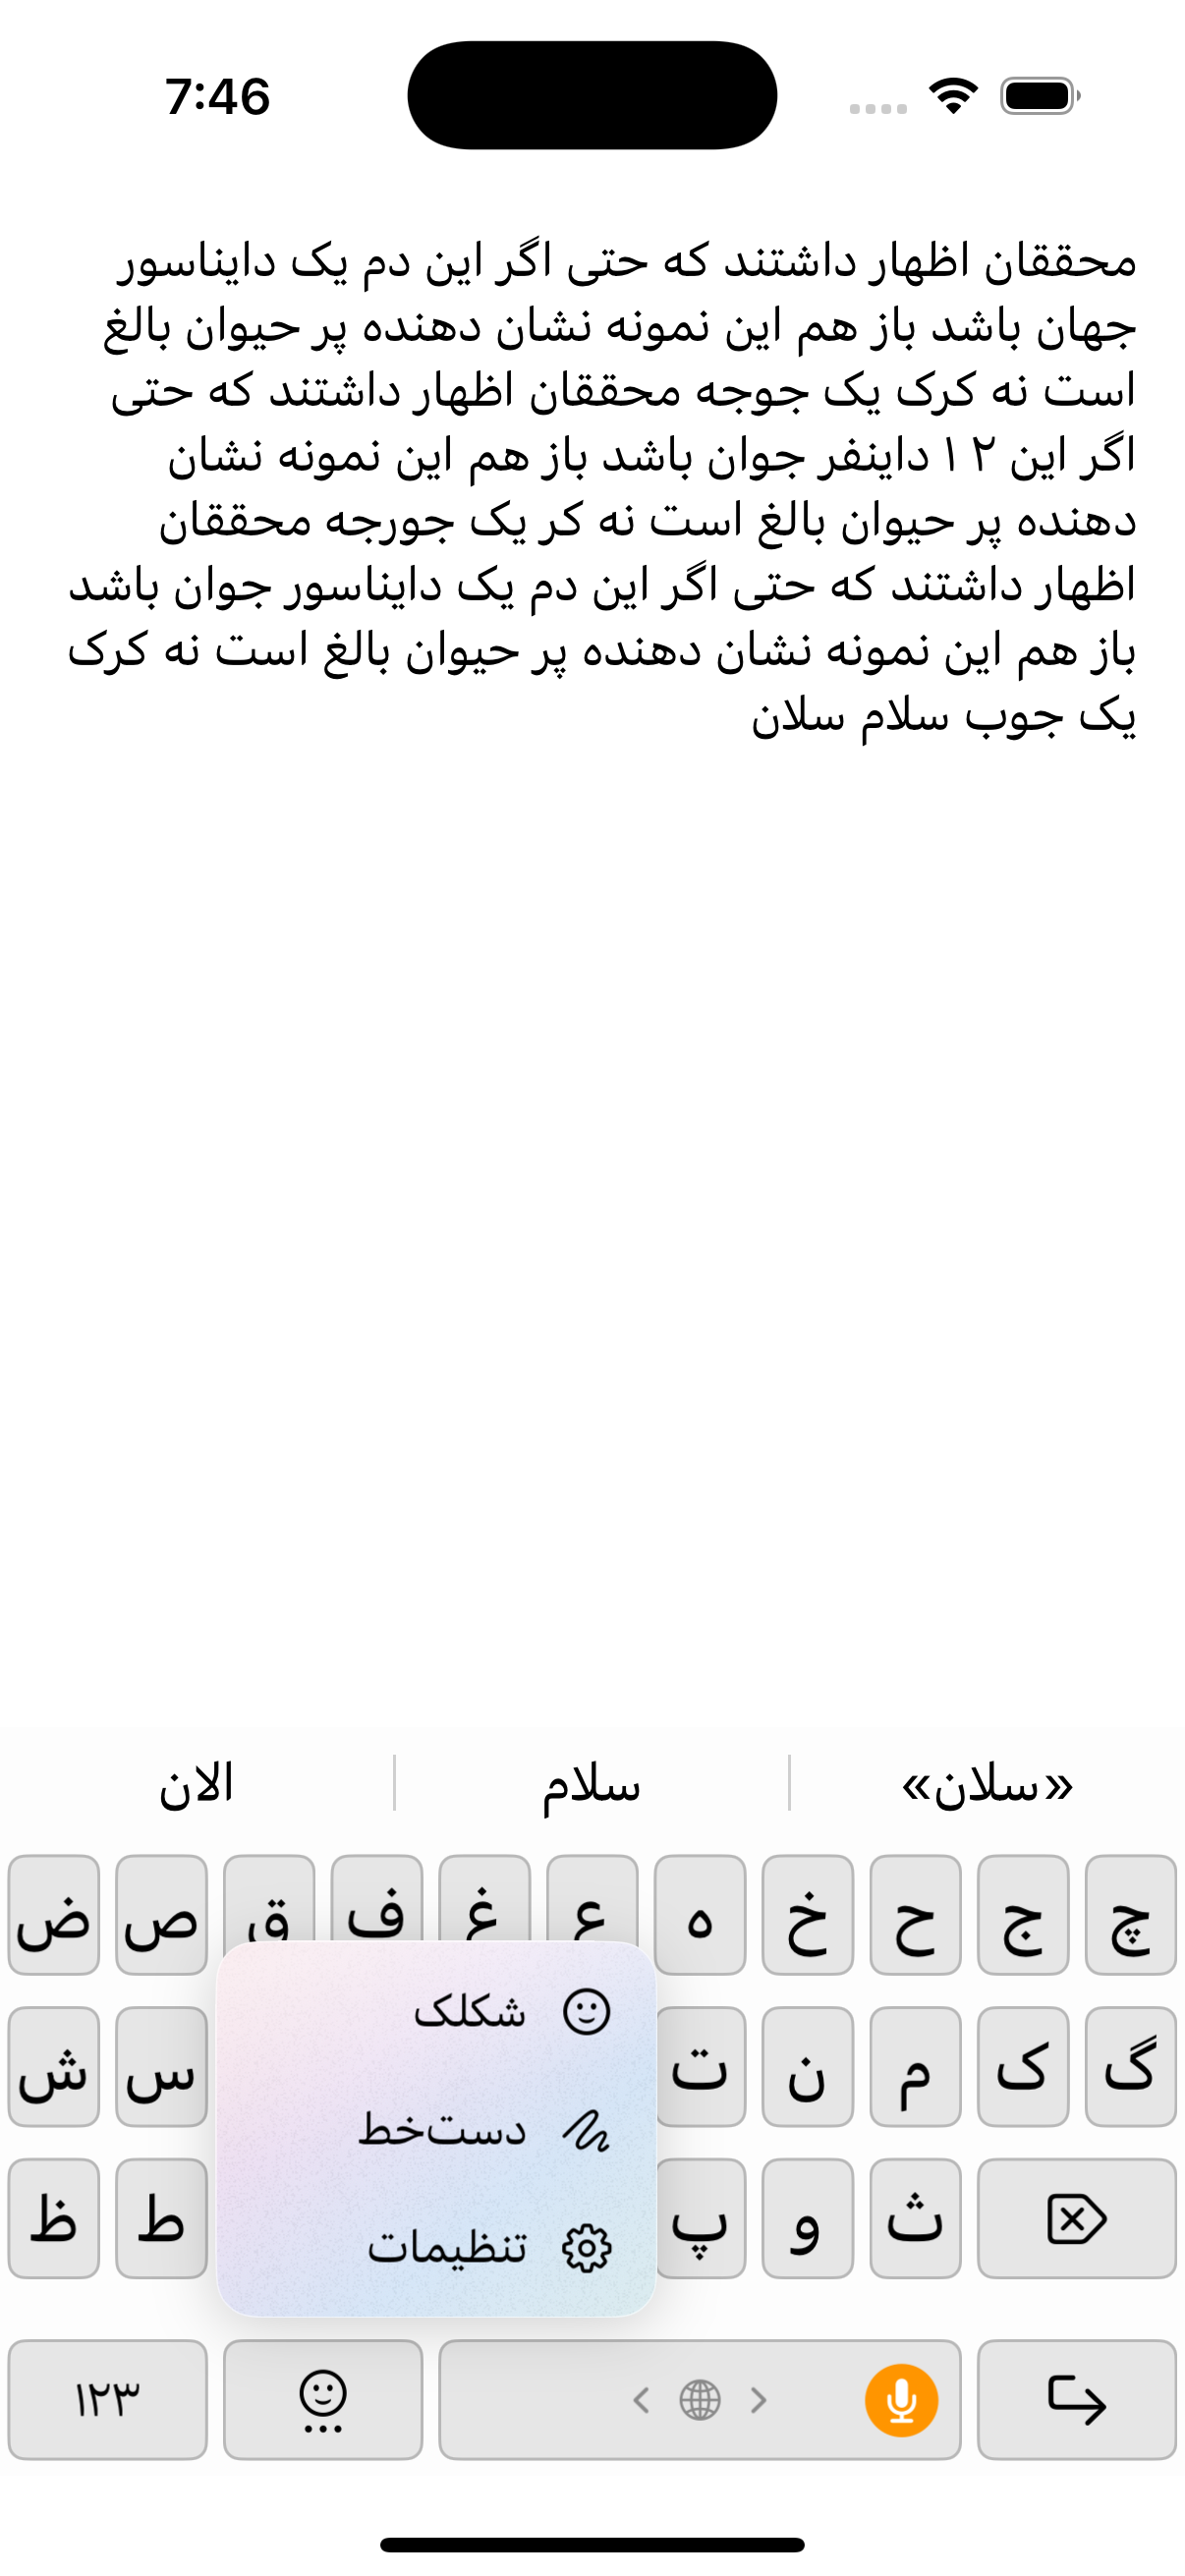 7:46
محققان اظهار داشتند که حتی اگر این دم یک دایناسور
جهان باشد باز هم این نمونه نشان دهنده پر حیوان بالغ
است نه کرک یک جوجه محققان اظهار داشتند که حتی
اگر این ۱۲ داینفر جوان باشد باز هم این نمونه نشان
دهنده پر حیوان بالغ است نه کر یک جورجه محققان
اظهار داشتند که حتی اگر این دم یک دایناسور جوان باشد
باز هم این نمونه نشان دهنده پر حیوان بالغ است نه کرک
یک جوب سلام سلان
«سلان» سلام الان
چ ج ح خ ه ع غ ف ق ص ض
شکلک
گ ک م ن ت س ش
دست‌خط
ث و پ ط ظ
تنظیمات
۱۲۳